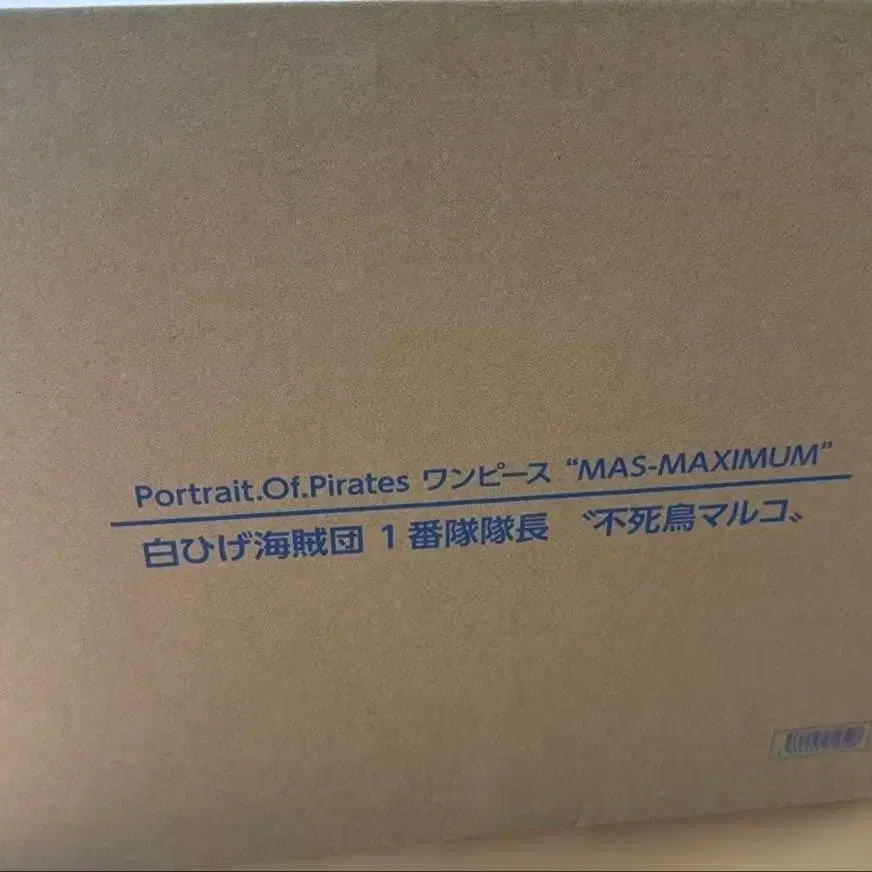 Portrait.Of.Pirates ワンピース “MAS-MAXIMUM”
白ひげ海賊団 1番隊隊長 〝不死鳥マルコ〟